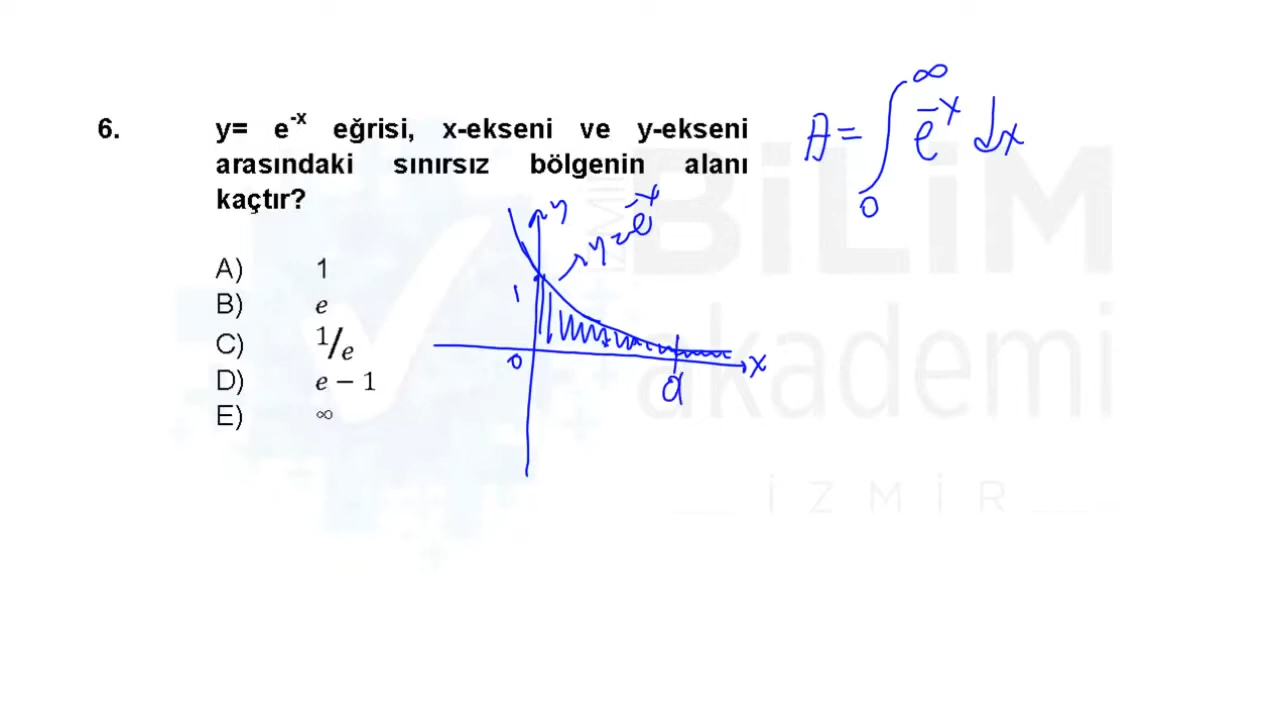 6. y= e^-x eğrisi, x-ekseni ve y-ekseni
arasındaki sınırsız bölgenin alanı
kaçtır?
A) 1
B) e
C) 1/e
D) e − 1
E) ∞
A = ∫₀^∞ e^-x dx
y
y = e^-x
1
0
a
x
BİLİM
akademi
İZMİR